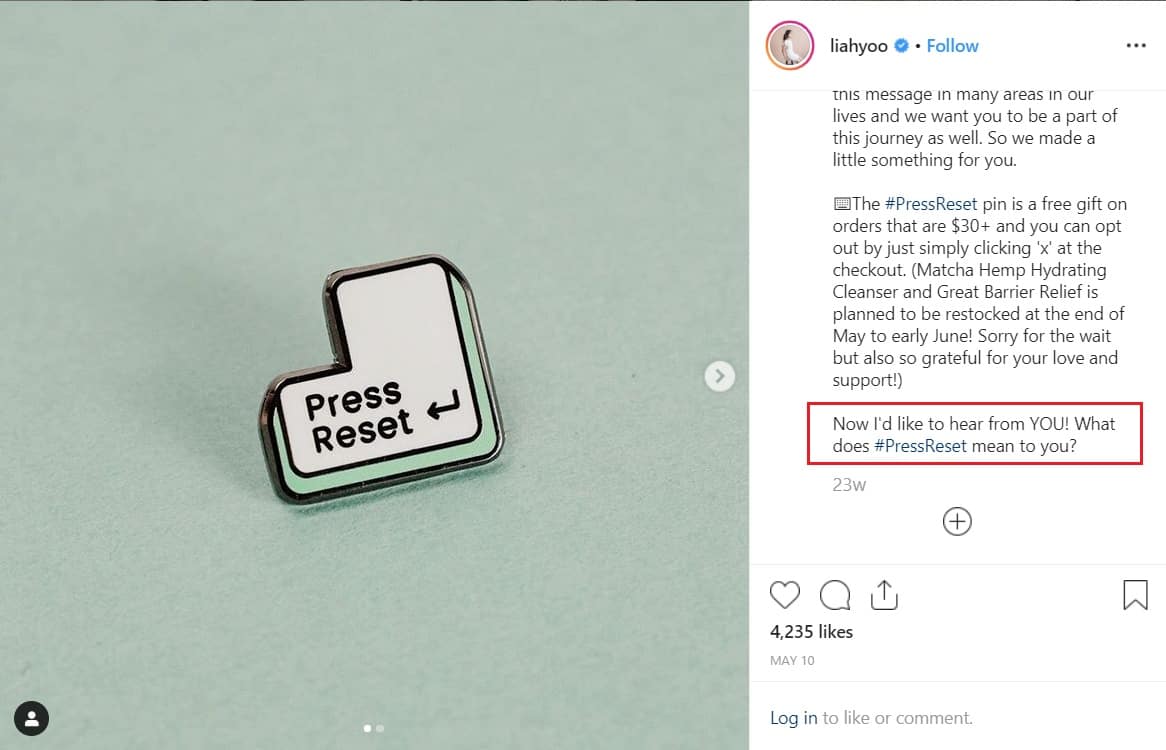 Press
Reset
liahyoo • Follow
this message in many areas in our
lives and we want you to be a part of
this journey as well. So we made a
little something for you.
The #PressReset pin is a free gift on
orders that are $30+ and you can opt
out by just simply clicking 'x' at the
checkout. (Matcha Hemp Hydrating
Cleanser and Great Barrier Relief is
planned to be restocked at the end of
May to early June! Sorry for the wait
but also so grateful for your love and
support!)
Now I'd like to hear from YOU! What
does #PressReset mean to you?
23w
4,235 likes
MAY 10
Log in to like or comment.